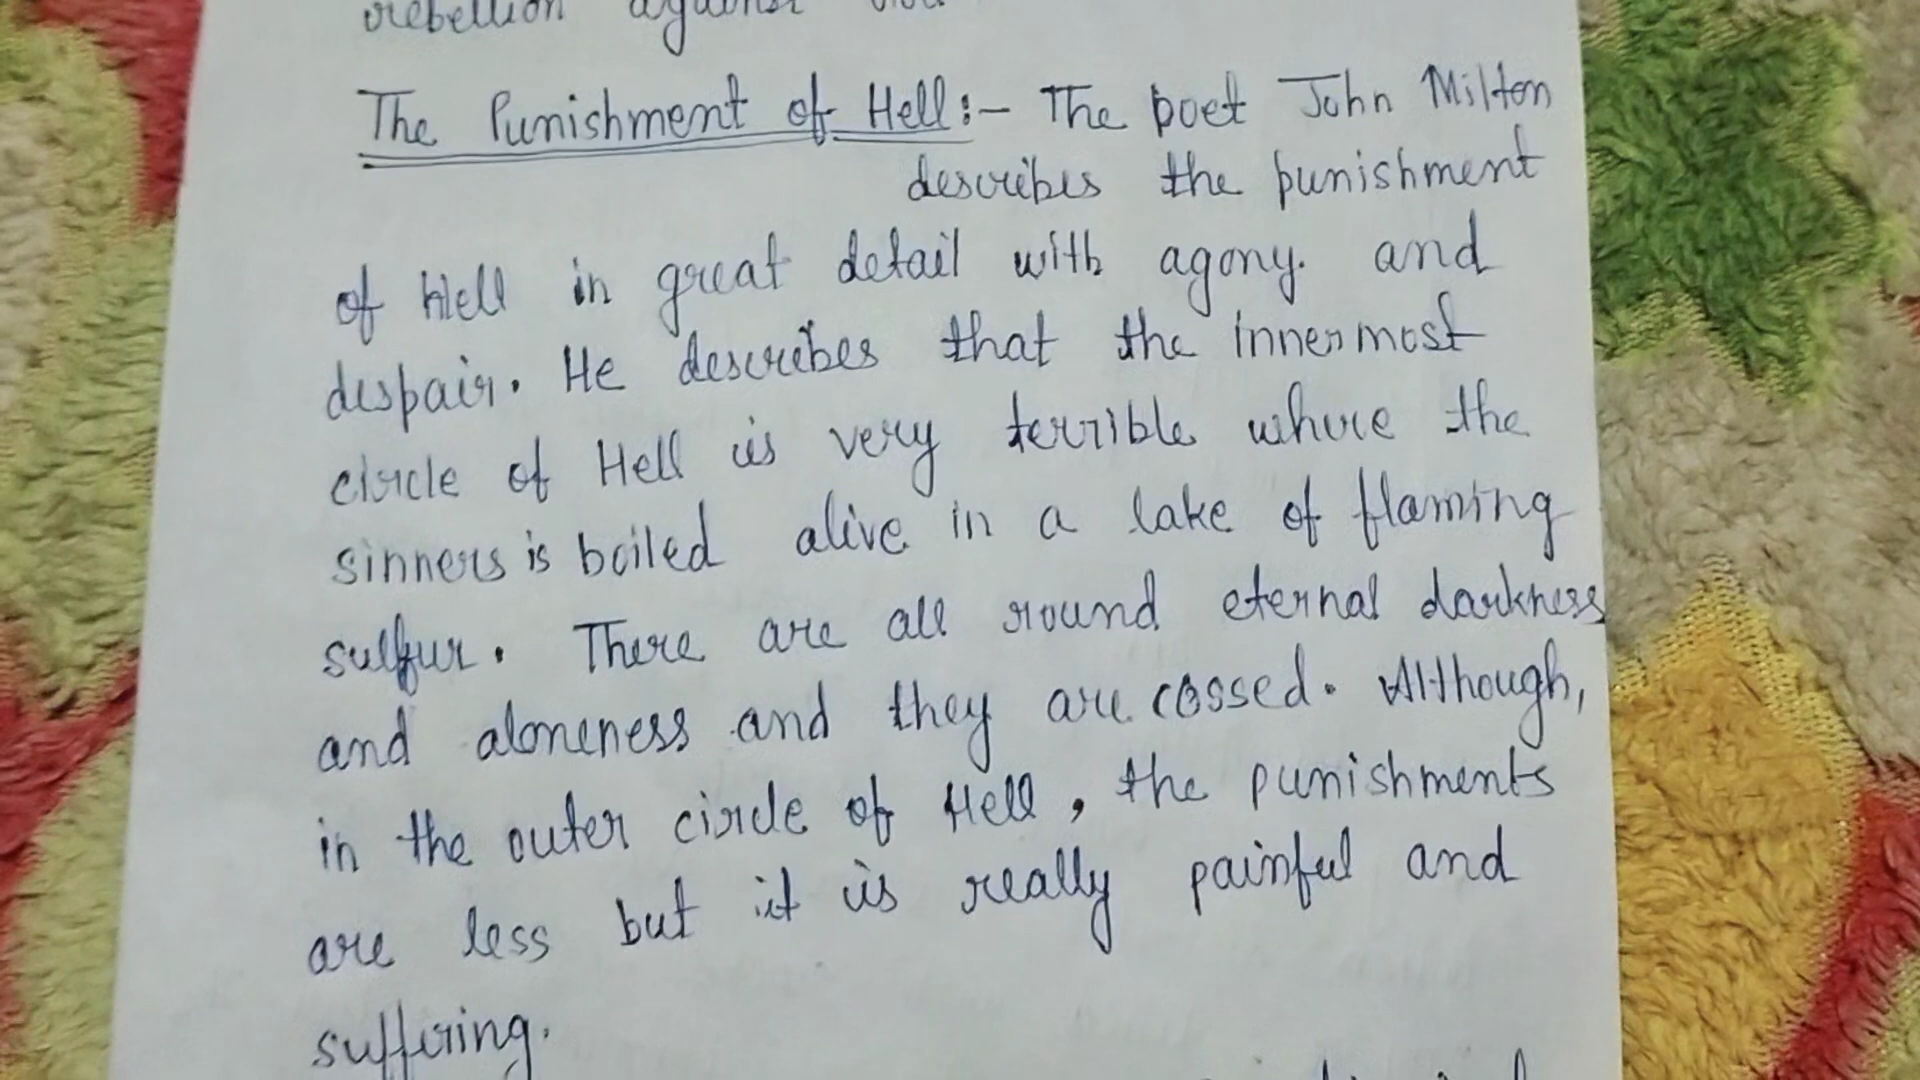 rebellion against
The Punishment of Hell:- The poet John Milton
describes the punishment
of Hell in great detail with agony. and
despair. He describes that the innermost
circle of Hell is very terrible where the
sinners is boiled alive in a lake of flaming
sulfur. There are all round eternal darkness
and aloneness and they are cossed. Although,
in the outer circle of Hell, the punishments
are less but it is really painful and
suffering.